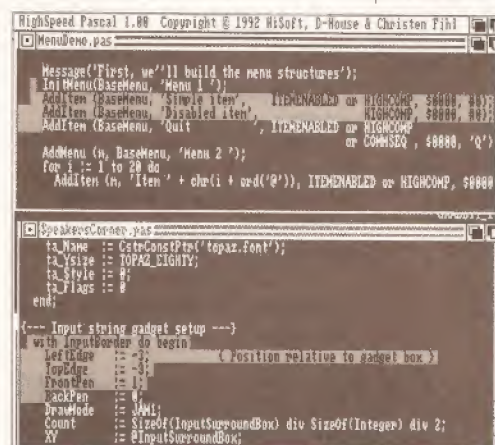 HighSpeed Pascal 1.00 Copyright © 1992 HiSoft, D-House & Christen Fihl
MenuDemo.pas
Message('First, we''ll build the menu structures');
InitMenu(BaseMenu, 'Menu 1 ');
AddItem (BaseMenu, 'Simple item', ITEMENABLED or HIGHCOMP, $0000, #0);
AddItem (BaseMenu, 'Disabled item', HIGHCOMP, $0000, #0);
AddItem (BaseMenu, 'Quit ', ITEMENABLED or HIGHCOMP
or COMMSEQ , $0000, 'Q')
AddMenu (m, BaseMenu, 'Menu 2 ');
for i := 1 to 20 do
AddItem (m, 'Item ' + chr(i + ord('@')), ITEMENABLED or HIGHCOMP, $0000
SpeakersCorner.pas
ta_Name := CstrConstPtr('topaz.font');
ta_Ysize := TOPAZ_EIGHTY;
ta_Style := 0;
ta_Flags := 0
end;
{--- Input string gadget setup ---}
with InputBorder do begin
LeftEdge := -3; { Position relative to gadget box }
TopEdge := -3;
FrontPen := 1;
BackPen := 0;
DrawMode := JAM1;
Count := SizeOf(InputSurroundBox) div SizeOf(Integer) div 2;
XY := @InputSurroundBox;